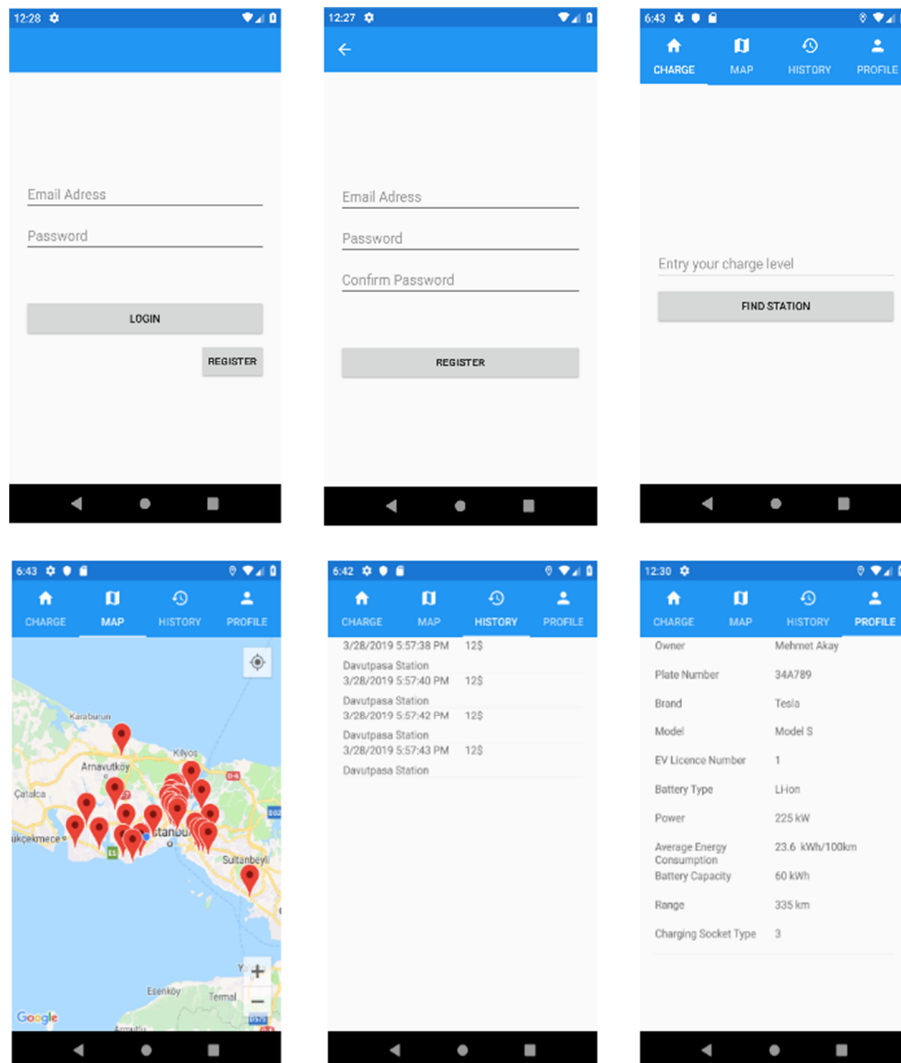 12:28
Email Adress
Password
LOGIN
REGISTER
12:27
Email Adress
Password
Confirm Password
REGISTER
6:43
CHARGE MAP HISTORY PROFILE
Entry your charge level
FIND STATION
6:43
CHARGE MAP HISTORY PROFILE
Karaburun
Kilyos
Arnavutköy
D-6
Çatalca
İstanbul
Sultanbeyli
Esenköy
Termal
Armutlu
D575
Google
6:42
CHARGE MAP HISTORY PROFILE
3/28/2019 5:57:38 PM 12$
Davutpasa Station
3/28/2019 5:57:40 PM 12$
Davutpasa Station
3/28/2019 5:57:42 PM 12$
Davutpasa Station
3/28/2019 5:57:43 PM 12$
Davutpasa Station
12:30
CHARGE MAP HISTORY PROFILE
Owner Mehmet Akay
Plate Number 34A789
Brand Tesla
Model Model S
EV Licence Number 1
Battery Type Li-ion
Power 225 kW
Average Energy 23.6 kWh/100km
Consumption
Battery Capacity 60 kWh
Range 335 km
Charging Socket Type 3